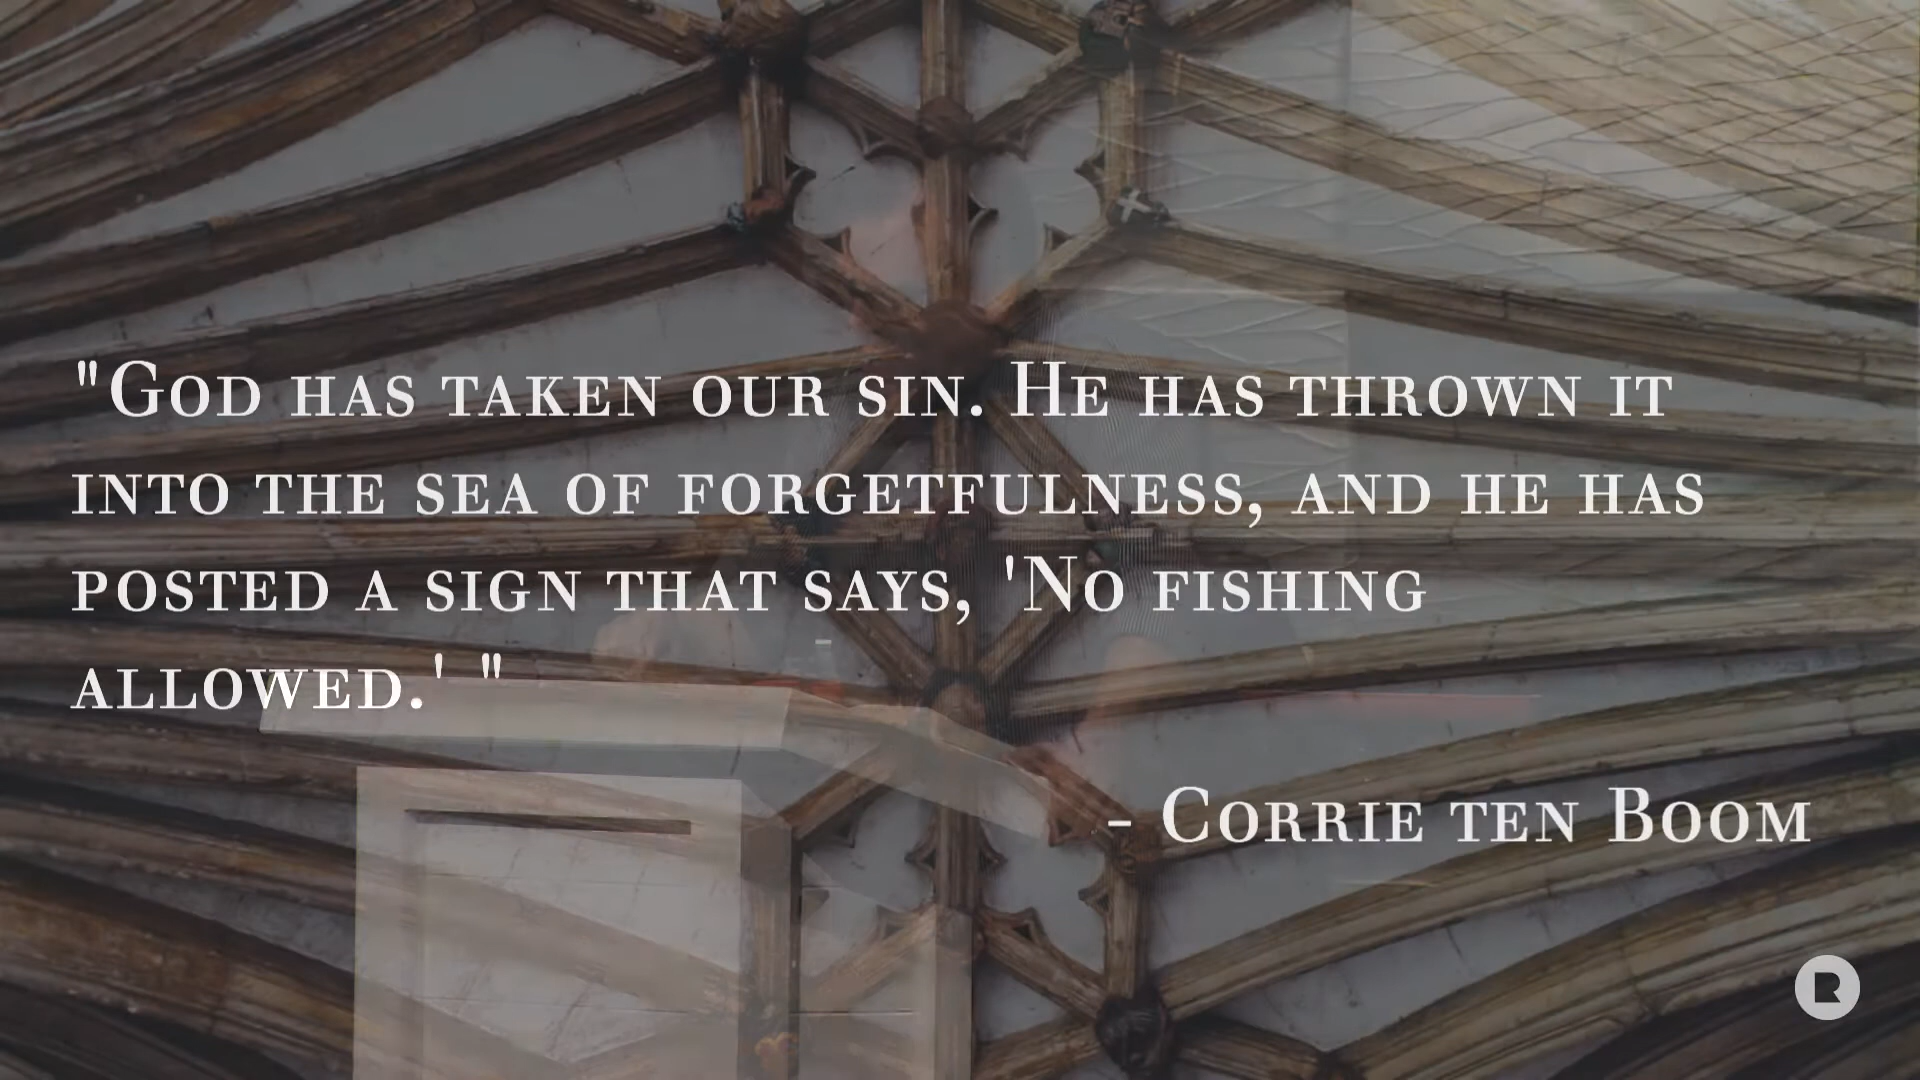 "God has taken our sin. He has thrown it
into the sea of forgetfulness, and he has
posted a sign that says, 'No fishing
allowed.' "
- Corrie ten Boom
R